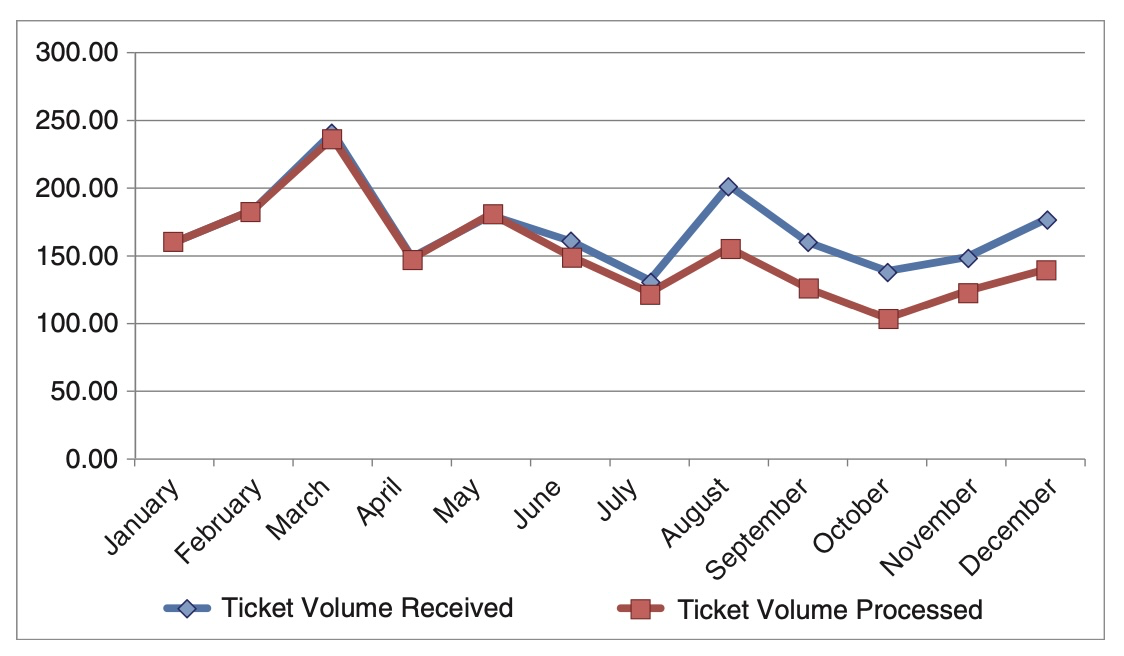 300.00
250.00
200.00
150.00
100.00
50.00
0.00
January
February
March
April
May
June
July
August
September
October
November
December
Ticket Volume Received
Ticket Volume Processed